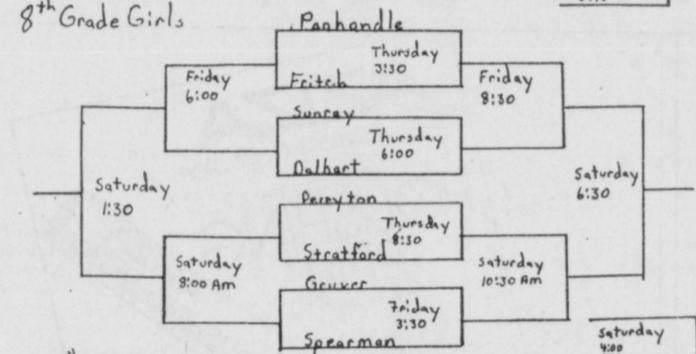 8th Grade Girls
Panhandle
Thursday
3:30
Fritch
Friday
6:00
Friday
8:30
Sunray
Thursday
6:00
Dalhart
Saturday
1:30
Saturday
6:30
Perryton
Thursday
8:30
Stratford
Saturday
8:00 Am
Saturday
10:30 Am
Gruver
Friday
3:30
Spearman
Saturday
4:00